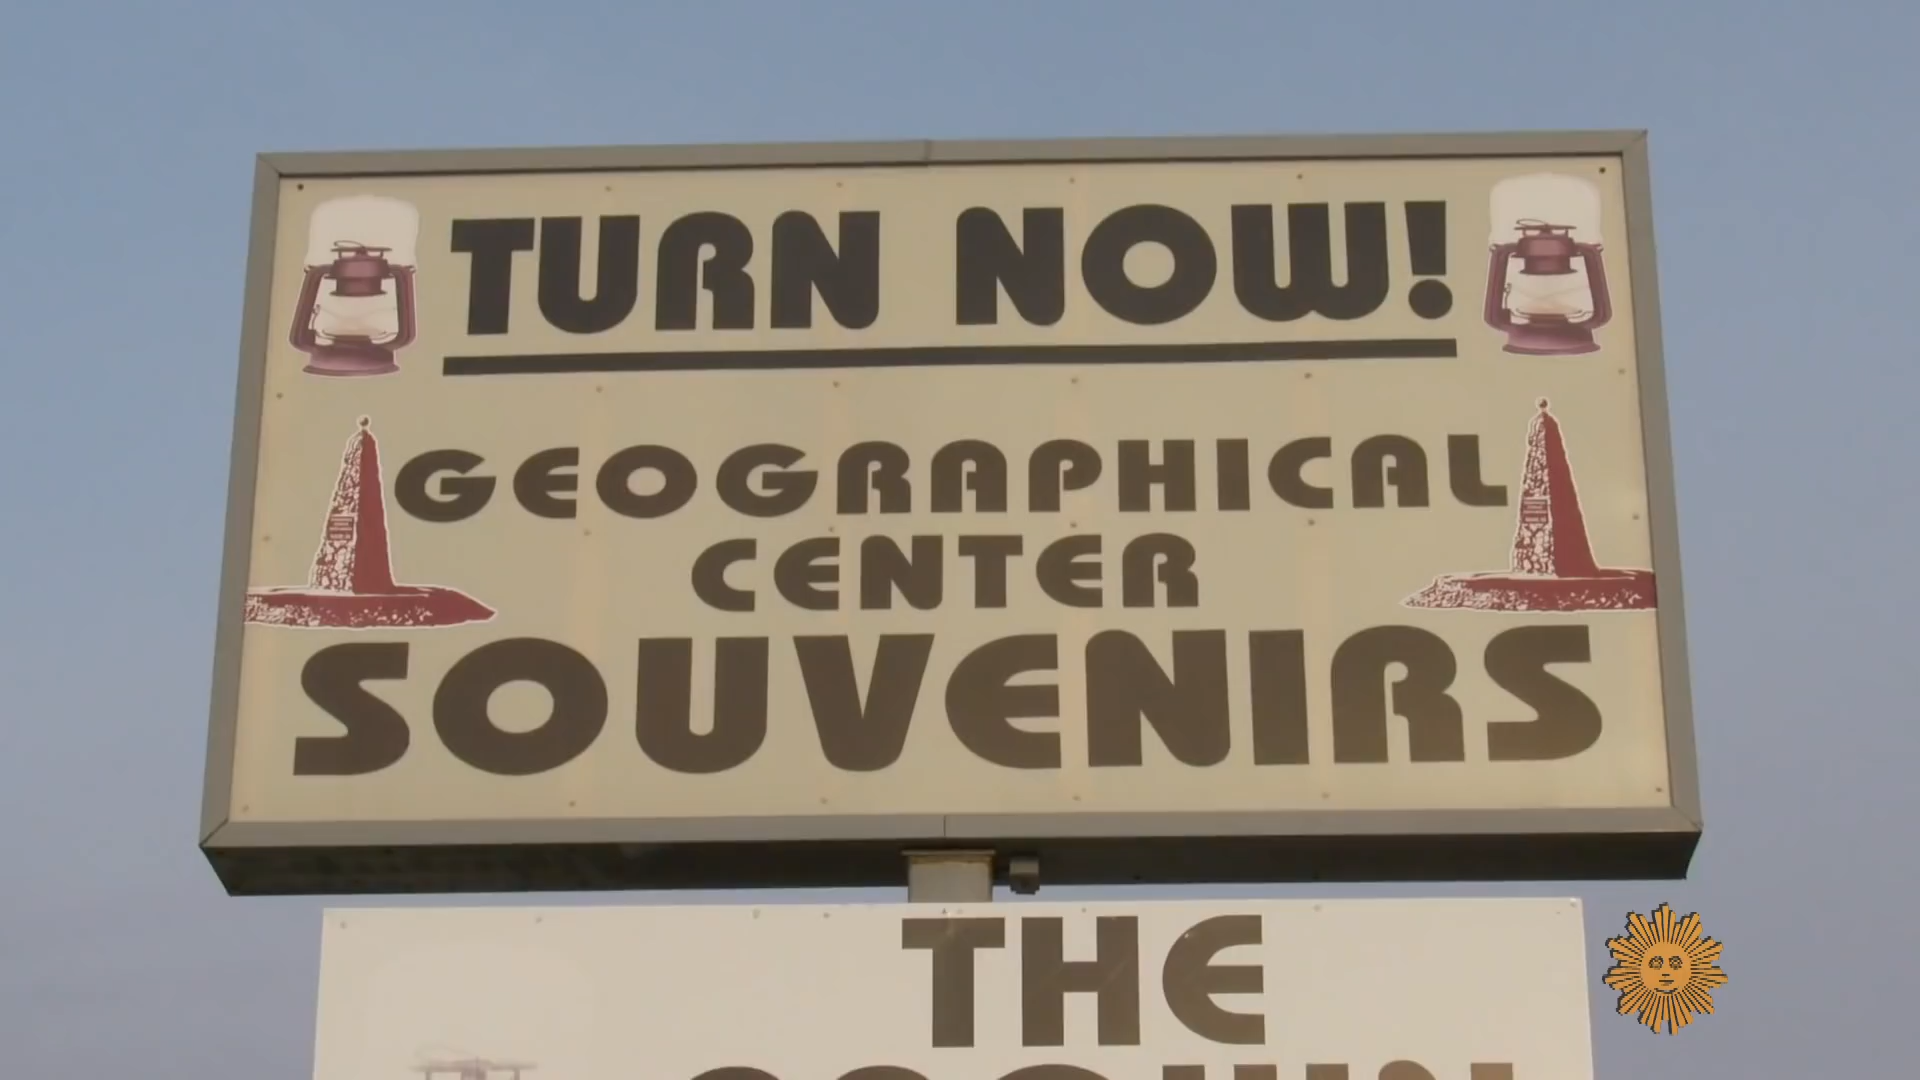 TURN NOW!
GEOGRAPHICAL
CENTER
SOUVENIRS
THE